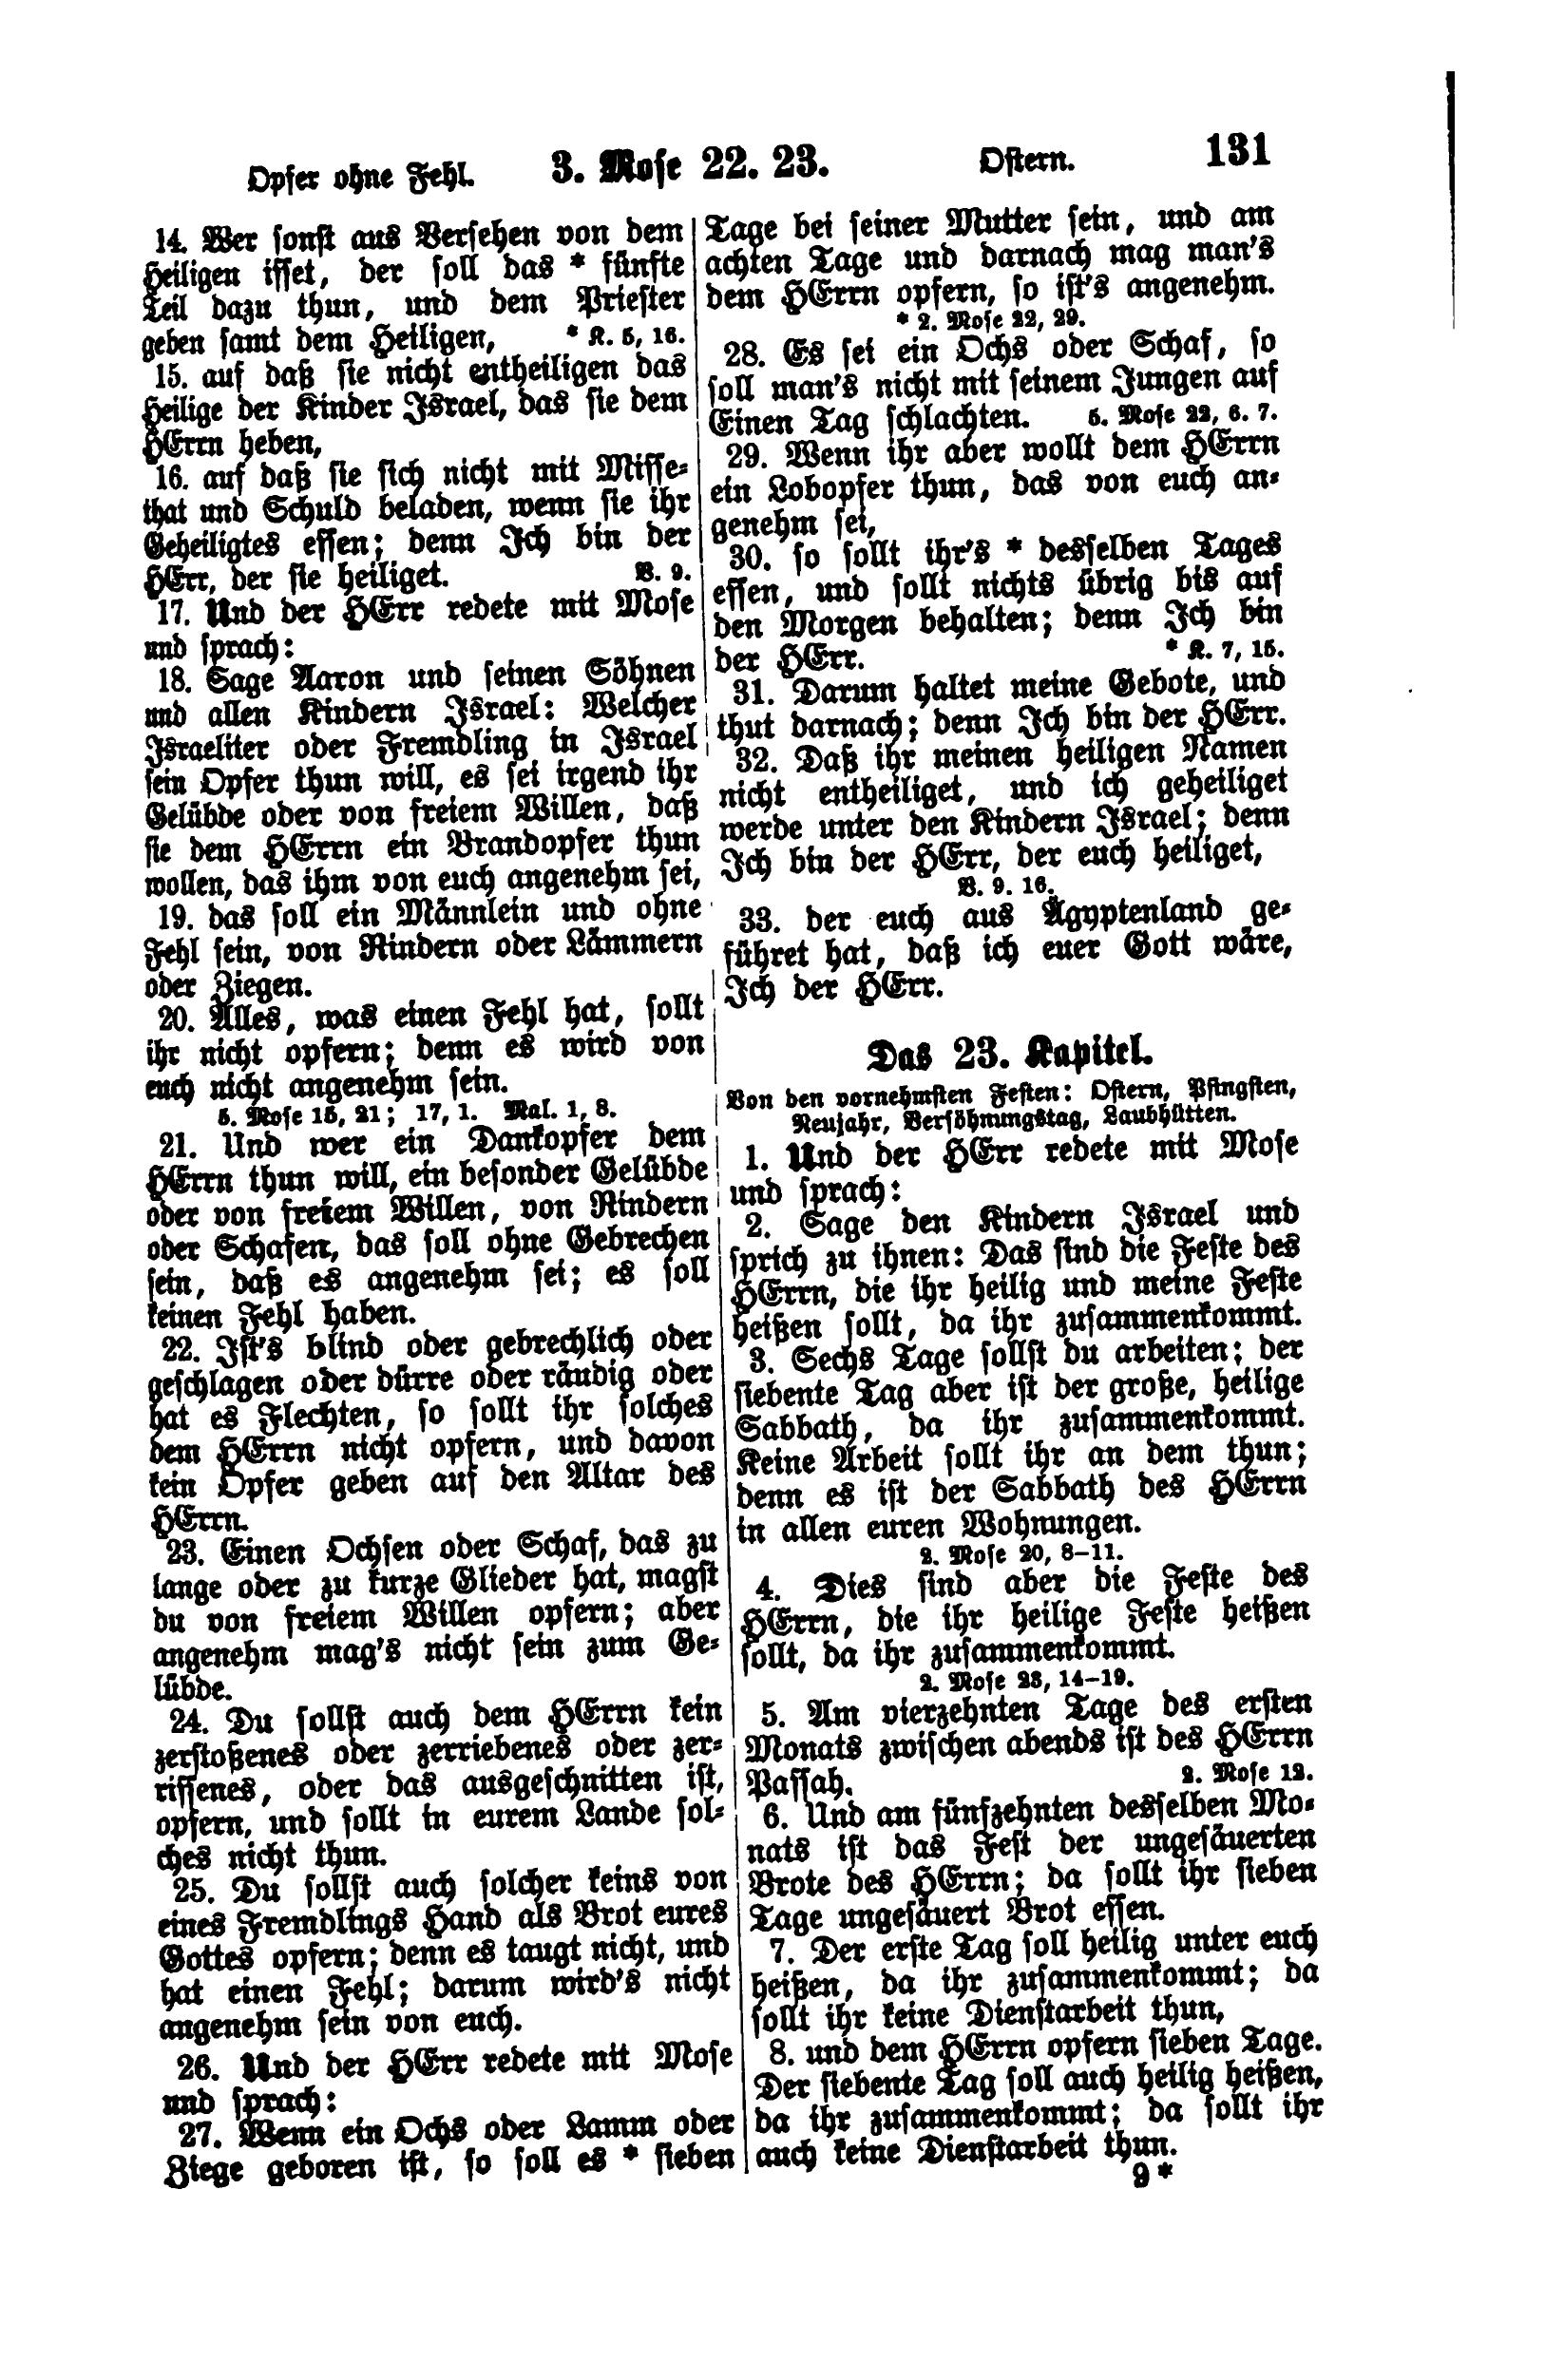 Opfer ohne Fehl. 3. Mose 22. 23. Ostern. 131
14. Wer sonst aus Versehen von dem
Heiligen isset, der soll das * fünfte
Teil dazu thun, und dem Priester
geben samt dem Heiligen, * K. 5, 16.
15. auf daß sie nicht entheiligen das
Heilige der Kinder Israel, das sie dem
HErrn heben,
16. auf daß sie sich nicht mit Misse-
that und Schuld beladen, wenn sie ihr
Geheiligtes essen; denn Ich bin der
HErr, der sie heiliget. V. 9.
17. Und der HErr redete mit Mose
und sprach:
18. Sage Aaron und seinen Söhnen
und allen Kindern Israel: Welcher
Israeliter oder Fremdling in Israel
sein Opfer thun will, es sei irgend ihr
Gelübde oder von freiem Willen, daß
sie dem HErrn ein Brandopfer thun
wollen, das ihm von euch angenehm sei,
19. das soll ein Männlein und ohne
Fehl sein, von Rindern oder Lämmern
oder Ziegen.
20. Alles, was einen Fehl hat, sollt
ihr nicht opfern; denn es wird von
euch nicht angenehm sein.
5. Mose 15, 21; 17, 1. Mal. 1, 8.
21. Und wer ein Dankopfer dem
HErrn thun will, ein besonder Gelübde
oder von freiem Willen, von Rindern
oder Schafen, das soll ohne Gebrechen
sein, daß es angenehm sei; es soll
keinen Fehl haben.
22. Ist's blind oder gebrechlich oder
geschlagen oder dürre oder räudig oder
hat es Flechten, so sollt ihr solches
dem HErrn nicht opfern, und davon
kein Opfer geben auf den Altar des
HErrn.
23. Einen Ochsen oder Schaf, das zu
lange oder zu kurze Glieder hat, magst
du von freiem Willen opfern; aber
angenehm mag's nicht sein zum Ge-
lübde.
24. Du sollst auch dem HErrn kein
zerstoßenes oder zerriebenes oder zer-
rissenes, oder das ausgeschnitten ist,
opfern, und sollt in eurem Lande sol-
ches nicht thun.
25. Du sollst auch solcher keins von
eines Fremdlings Hand als Brot eures
Gottes opfern; denn es taugt nicht, und
hat einen Fehl; darum wird's nicht
angenehm sein von euch.
26. Und der HErr redete mit Mose
und sprach:
27. Wenn ein Ochs oder Lamm oder
Ziege geboren ist, so soll es * sieben
Tage bei seiner Mutter sein, und am
achten Tage und darnach mag man's
dem HErrn opfern, so ist's angenehm.
* 2. Mose 22, 29.
28. Es sei ein Ochs oder Schaf, so
soll man's nicht mit seinem Jungen auf
Einen Tag schlachten. 5. Mose 22, 6. 7.
29. Wenn ihr aber wollt dem HErrn
ein Lobopfer thun, das von euch an-
genehm sei,
30. so sollt ihr's * desselben Tages
essen, und sollt nichts übrig bis auf
den Morgen behalten; denn Ich bin
der HErr. * K. 7, 15.
31. Darum haltet meine Gebote, und
thut darnach; denn Ich bin der HErr.
32. Daß ihr meinen heiligen Namen
nicht entheiliget, und ich geheiliget
werde unter den Kindern Israel; denn
Ich bin der HErr, der euch heiliget,
V. 9. 16.
33. der euch aus Ägyptenland ge-
führet hat, daß ich euer Gott wäre,
Ich der HErr.
Das 23. Kapitel.
Von den vornehmsten Festen: Ostern, Pfingsten,
Neujahr, Versöhnungstag, Laubhütten.
1. Und der HErr redete mit Mose
und sprach:
2. Sage den Kindern Israel und
sprich zu ihnen: Das sind die Feste des
HErrn, die ihr heilig und meine Feste
heißen sollt, da ihr zusammenkommt.
3. Sechs Tage sollst du arbeiten; der
siebente Tag aber ist der große, heilige
Sabbath, da ihr zusammenkommt.
Keine Arbeit sollt ihr an dem thun;
denn es ist der Sabbath des HErrn
in allen euren Wohnungen.
2. Mose 20, 8–11.
4. Dies sind aber die Feste des
HErrn, die ihr heilige Feste heißen
sollt, da ihr zusammenkommt.
2. Mose 23, 14–19.
5. Am vierzehnten Tage des ersten
Monats zwischen abends ist des HErrn
Passah. 2. Mose 12.
6. Und am fünfzehnten desselben Mo-
nats ist das Fest der ungesäuerten
Brote des HErrn; da sollt ihr sieben
Tage ungesäuert Brot essen.
7. Der erste Tag soll heilig unter euch
heißen, da ihr zusammenkommt; da
sollt ihr keine Dienstarbeit thun,
8. und dem HErrn opfern sieben Tage.
Der siebente Tag soll auch heilig heißen,
da ihr zusammenkommt; da sollt ihr
auch keine Dienstarbeit thun.
9 *